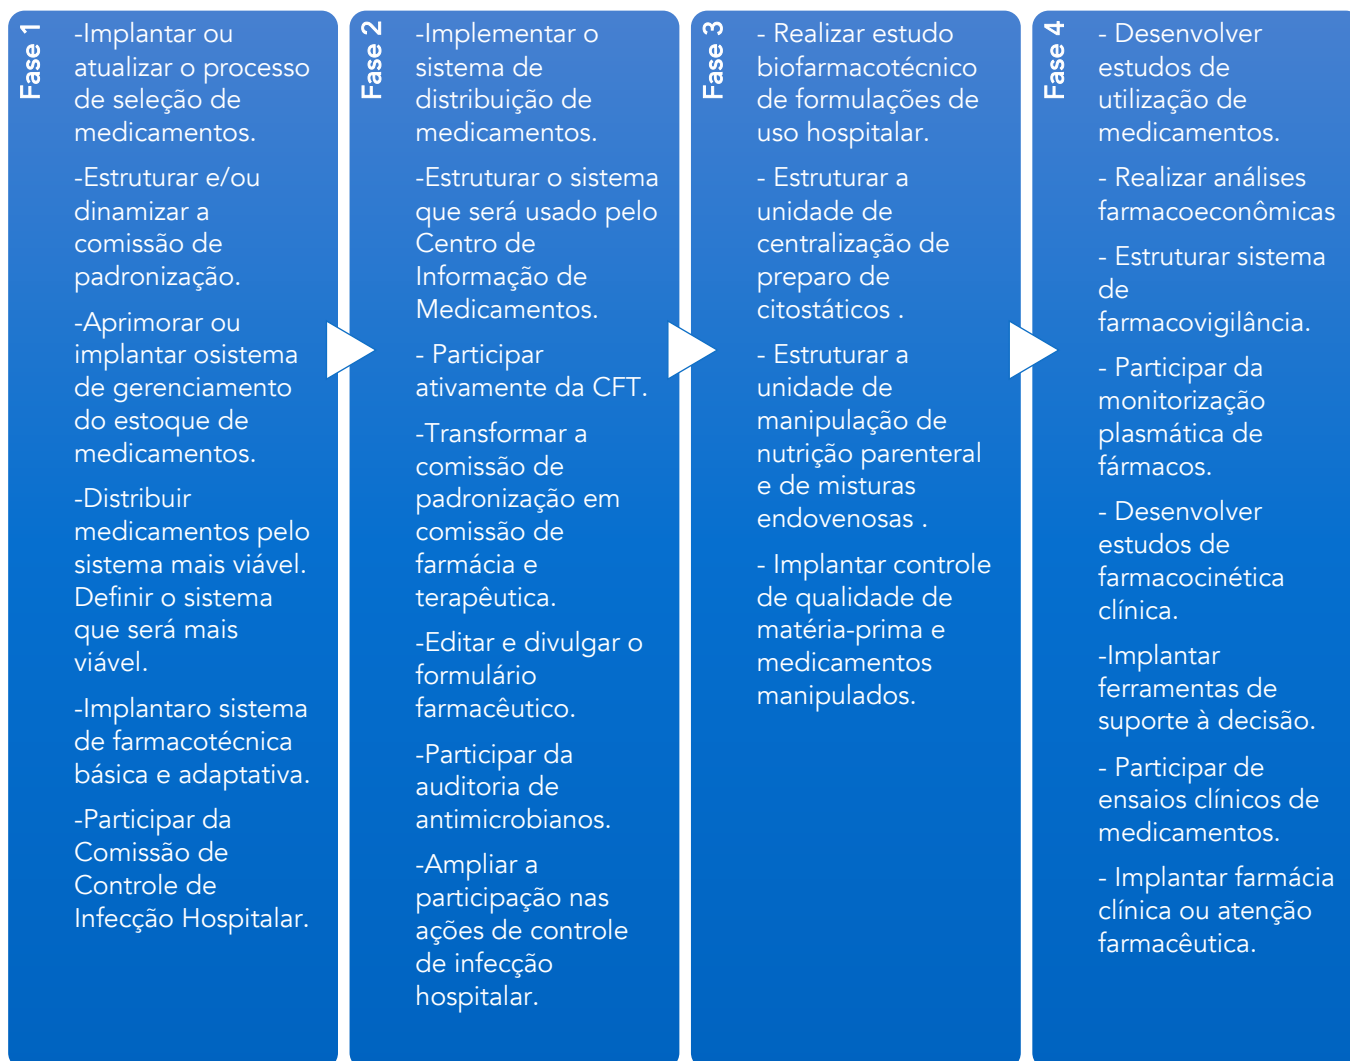 Fase 1
-Implantar ou
atualizar o processo
de seleção de
medicamentos.
-Estruturar e/ou
dinamizar a
comissão de
padronização.
-Aprimorar ou
implantar osistema
de gerenciamento
do estoque de
medicamentos.
-Distribuir
medicamentos pelo
sistema mais viável.
Definir o sistema
que será mais
viável.
-Implantaro sistema
de farmacotécnica
básica e adaptativa.
-Participar da
Comissão de
Controle de
Infecção Hospitalar.
Fase 2
-Implementar o
sistema de
distribuição de
medicamentos.
-Estruturar o sistema
que será usado pelo
Centro de
Informação de
Medicamentos.
- Participar
ativamente da CFT.
-Transformar a
comissão de
padronização em
comissão de
farmácia e
terapêutica.
-Editar e divulgar o
formulário
farmacêutico.
-Participar da
auditoria de
antimicrobianos.
-Ampliar a
participação nas
ações de controle
de infecção
hospitalar.
Fase 3
- Realizar estudo
biofarmacotécnico
de formulações de
uso hospitalar.
- Estruturar a
unidade de
centralização de
preparo de
citostáticos .
- Estruturar a
unidade de
manipulação de
nutrição parenteral
e de misturas
endovenosas .
- Implantar controle
de qualidade de
matéria-prima e
medicamentos
manipulados.
Fase 4
- Desenvolver
estudos de
utilização de
medicamentos.
- Realizar análises
farmacoeconômicas
- Estruturar sistema
de
farmacovigilância.
- Participar da
monitorização
plasmática de
fármacos.
- Desenvolver
estudos de
farmacocinética
clínica.
-Implantar
ferramentas de
suporte à decisão.
- Participar de
ensaios clínicos de
medicamentos.
- Implantar farmácia
clínica ou atenção
farmacêutica.